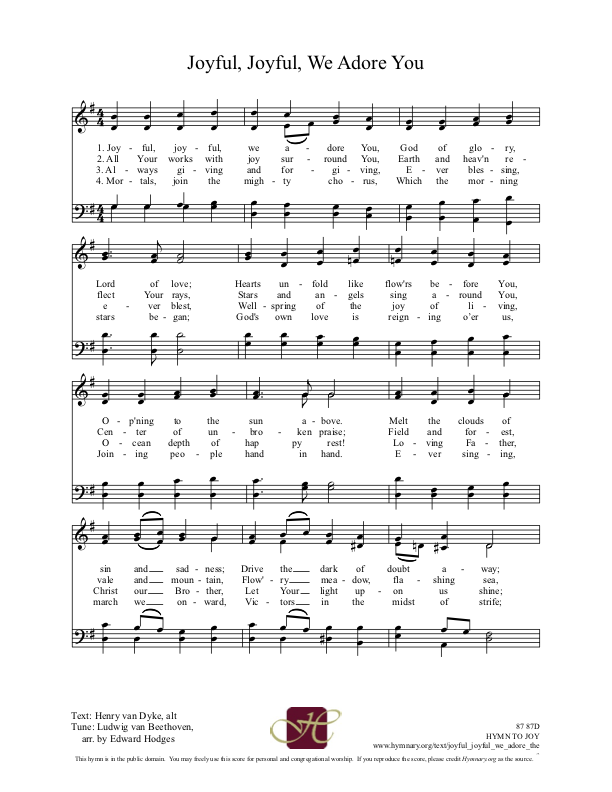 Joyful, Joyful, We Adore You
1. Joy - ful, joy - ful, we a - dore You, God of glo - ry,
2. All Your works with joy sur - round You, Earth and heav'n re -
3. Al - ways gi - ving and for - gi - ving, E - ver bles - sing,
4. Mor - tals, join the migh - ty cho - rus, Which the mor - ning
Lord of love; Hearts un - fold like flow'rs be - fore You,
flect Your rays, Stars and an - gels sing a - round You,
e - ver blest, Well - spring of the joy of li - ving,
stars be - gan; God's own love is reign - ing o'er us,
O - p'ning to the sun a - bove. Melt the clouds of
Cen - ter of un - bro - ken praise; Field and for - est,
O - cean depth of hap py rest! Lo - ving Fa - ther,
Join - ing peo - ple hand in hand. E - ver sing - ing,
sin and sad - ness; Drive the dark of doubt a - way;
vale and moun - tain, Flow' - ry mea - dow, fla - shing sea,
Christ our Bro - ther, Let Your light up - on us shine;
march we on - ward, Vic - tors in the midst of strife;
Text: Henry van Dyke, alt
Tune: Ludwig van Beethoven,
arr. by Edward Hodges
H
87 87D
HYMN TO JOY
www.hymnary.org/text/joyful_joyful_we_adore_the
-
This hymn is in the public domain. You may freely use this score for personal and congregational worship. If you reproduce the score, please credit Hymnary.org as the source.